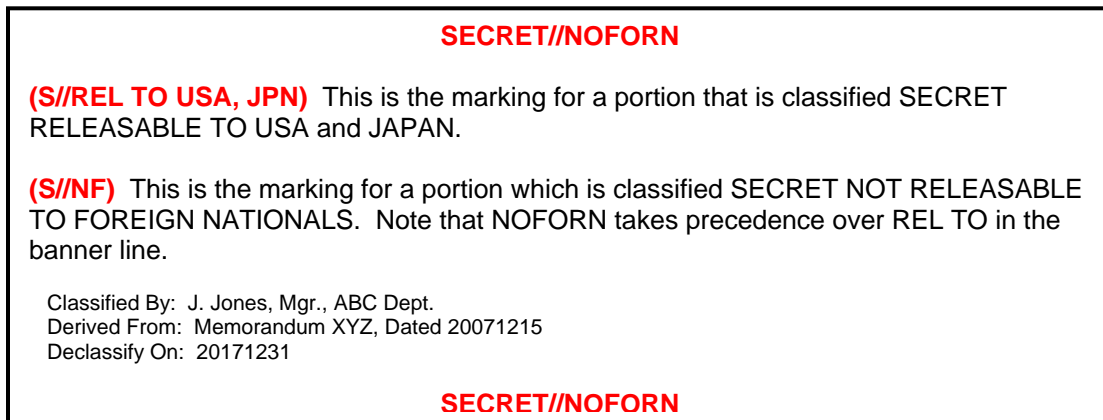 SECRET//NOFORN
(S//REL TO USA, JPN) This is the marking for a portion that is classified SECRET
RELEASABLE TO USA and JAPAN.
(S//NF) This is the marking for a portion which is classified SECRET NOT RELEASABLE
TO FOREIGN NATIONALS. Note that NOFORN takes precedence over REL TO in the
banner line.
Classified By: J. Jones, Mgr., ABC Dept.
Derived From: Memorandum XYZ, Dated 20071215
Declassify On: 20171231
SECRET//NOFORN